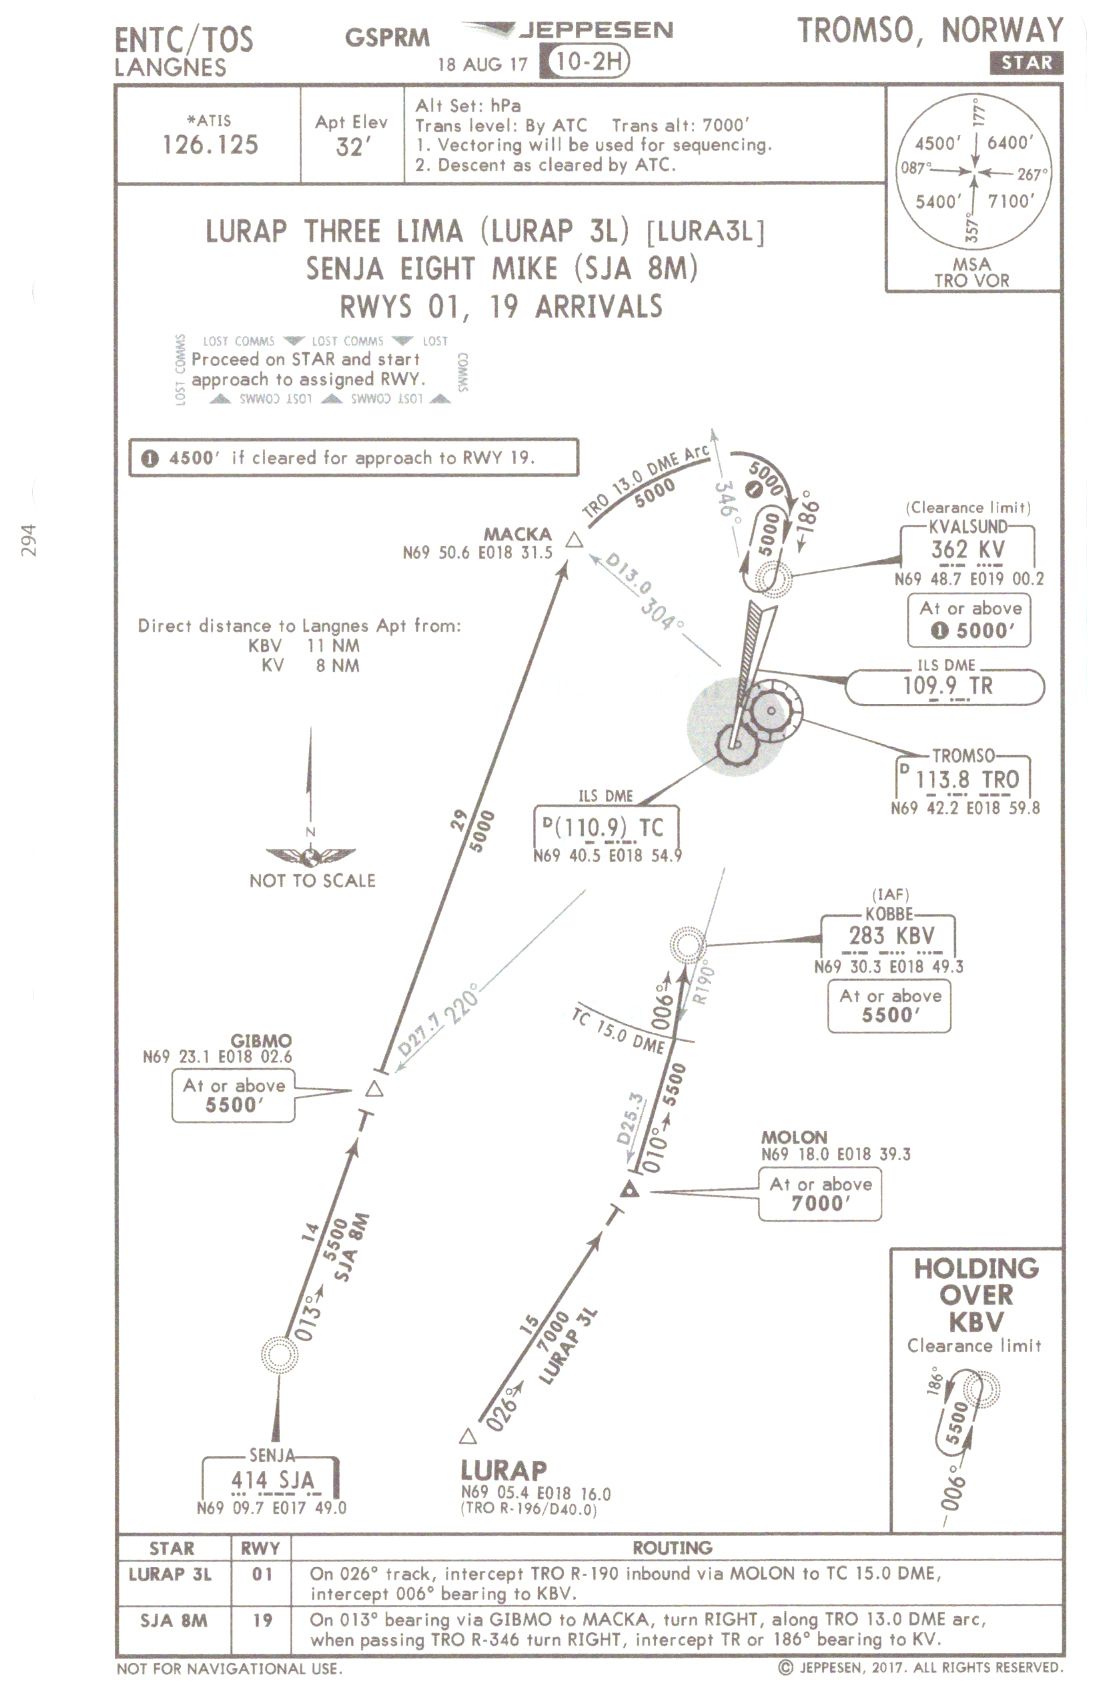 ENTC/TOS
LANGNES
GSPRM
JEPPESEN
18 AUG 17
10-2H
TROMSO, NORWAY
STAR
*ATIS
126.125
Apt Elev
32'
Alt Set: hPa
Trans level: By ATC Trans alt: 7000'
1. Vectoring will be used for sequencing.
2. Descent as cleared by ATC.
177°
4500'
6400'
087°
267°
5400'
7100'
357°
MSA
TRO VOR
LURAP THREE LIMA (LURAP 3L) [LURA3L]
SENJA EIGHT MIKE (SJA 8M)
RWYS 01, 19 ARRIVALS
LOST COMMS LOST COMMS LOST
COMMS
LOST COMMS
Proceed on STAR and start
approach to assigned RWY.
LOST COMMS LOST COMMS
1 4500' if cleared for approach to RWY 19.
294
TRO 13.0 DME Arc
5000
346°
5000
1
186°
5000
MACKA
N69 50.6 E018 31.5
D13.0
304°
(Clearance limit)
KVALSUND
362 KV
N69 48.7 E019 00.2
At or above
1 5000'
Direct distance to Langnes Apt from:
KBV 11 NM
KV 8 NM
ILS DME
109.9 TR
TROMSO
D 113.8 TRO
N69 42.2 E018 59.8
ILS DME
D(110.9) TC
N69 40.5 E018 54.9
N
NOT TO SCALE
29
5000
(IAF)
KOBBE
283 KBV
N69 30.3 E018 49.3
At or above
5500'
R190°
006°
TC 15.0 DME
D27.7
220°
GIBMO
N69 23.1 E018 02.6
At or above
5500'
D25.3
010°
5500
MOLON
N69 18.0 E018 39.3
At or above
7000'
14
5500
SJA 8M
013°
15
7000
LURAP 3L
026°
SENJA
414 SJA
N69 09.7 E017 49.0
LURAP
N69 05.4 E018 16.0
(TRO R-196/D40.0)
HOLDING
OVER
KBV
Clearance limit
186°
5500
006°
STAR RWY ROUTING
LURAP 3L 01 On 026° track, intercept TRO R-190 inbound via MOLON to TC 15.0 DME,
intercept 006° bearing to KBV.
SJA 8M 19 On 013° bearing via GIBMO to MACKA, turn RIGHT, along TRO 13.0 DME arc,
when passing TRO R-346 turn RIGHT, intercept TR or 186° bearing to KV.
NOT FOR NAVIGATIONAL USE.
© JEPPESEN, 2017. ALL RIGHTS RESERVED.